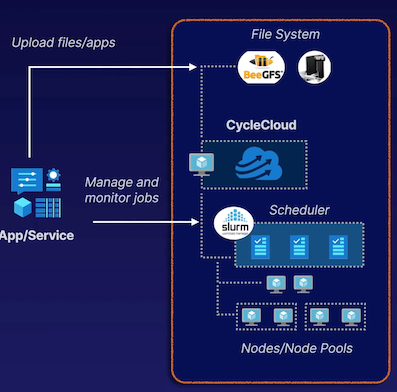 Upload files/apps
File System
BeeGFS®
CycleCloud
Manage and
monitor jobs
App/Service
slurm
Scheduler
Nodes/Node Pools